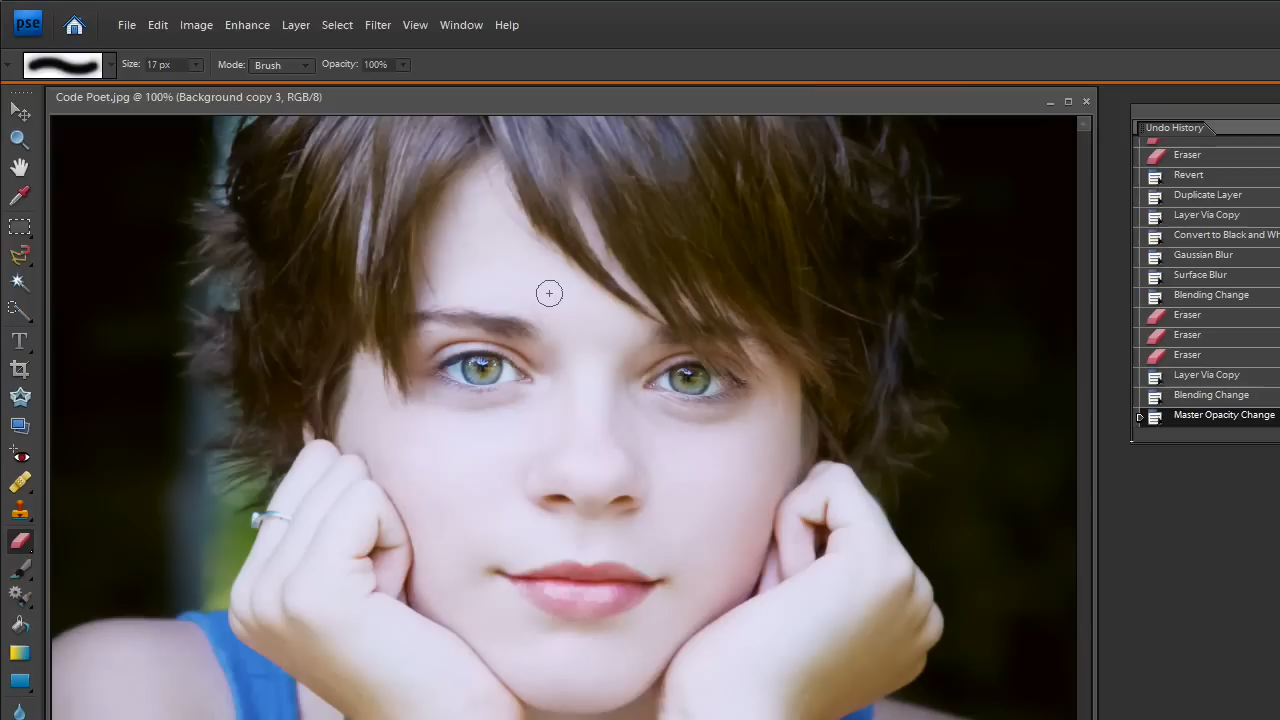 pse
File Edit Image Enhance Layer Select Filter View Window Help
Size: 17 px Mode: Brush Opacity: 100%
Code Poet.jpg @ 100% (Background copy 3, RGB/8)
Undo History
Eraser
Revert
Duplicate Layer
Layer Via Copy
Convert to Black and Wh
Gaussian Blur
Surface Blur
Blending Change
Eraser
Eraser
Eraser
Layer Via Copy
Blending Change
Master Opacity Change
T